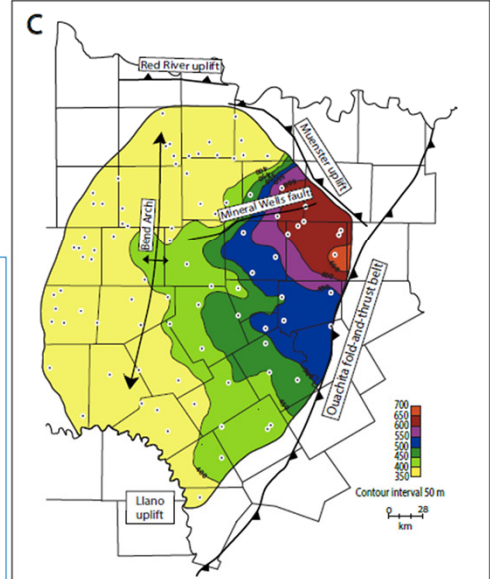 C
Red River uplift
Muenster uplift
Mineral Wells fault
Bend Arch
Ouachita fold-and-thrust belt
400
Llano
uplift
700
650
600
550
500
450
400
350
Contour interval 50 m
0 28
km